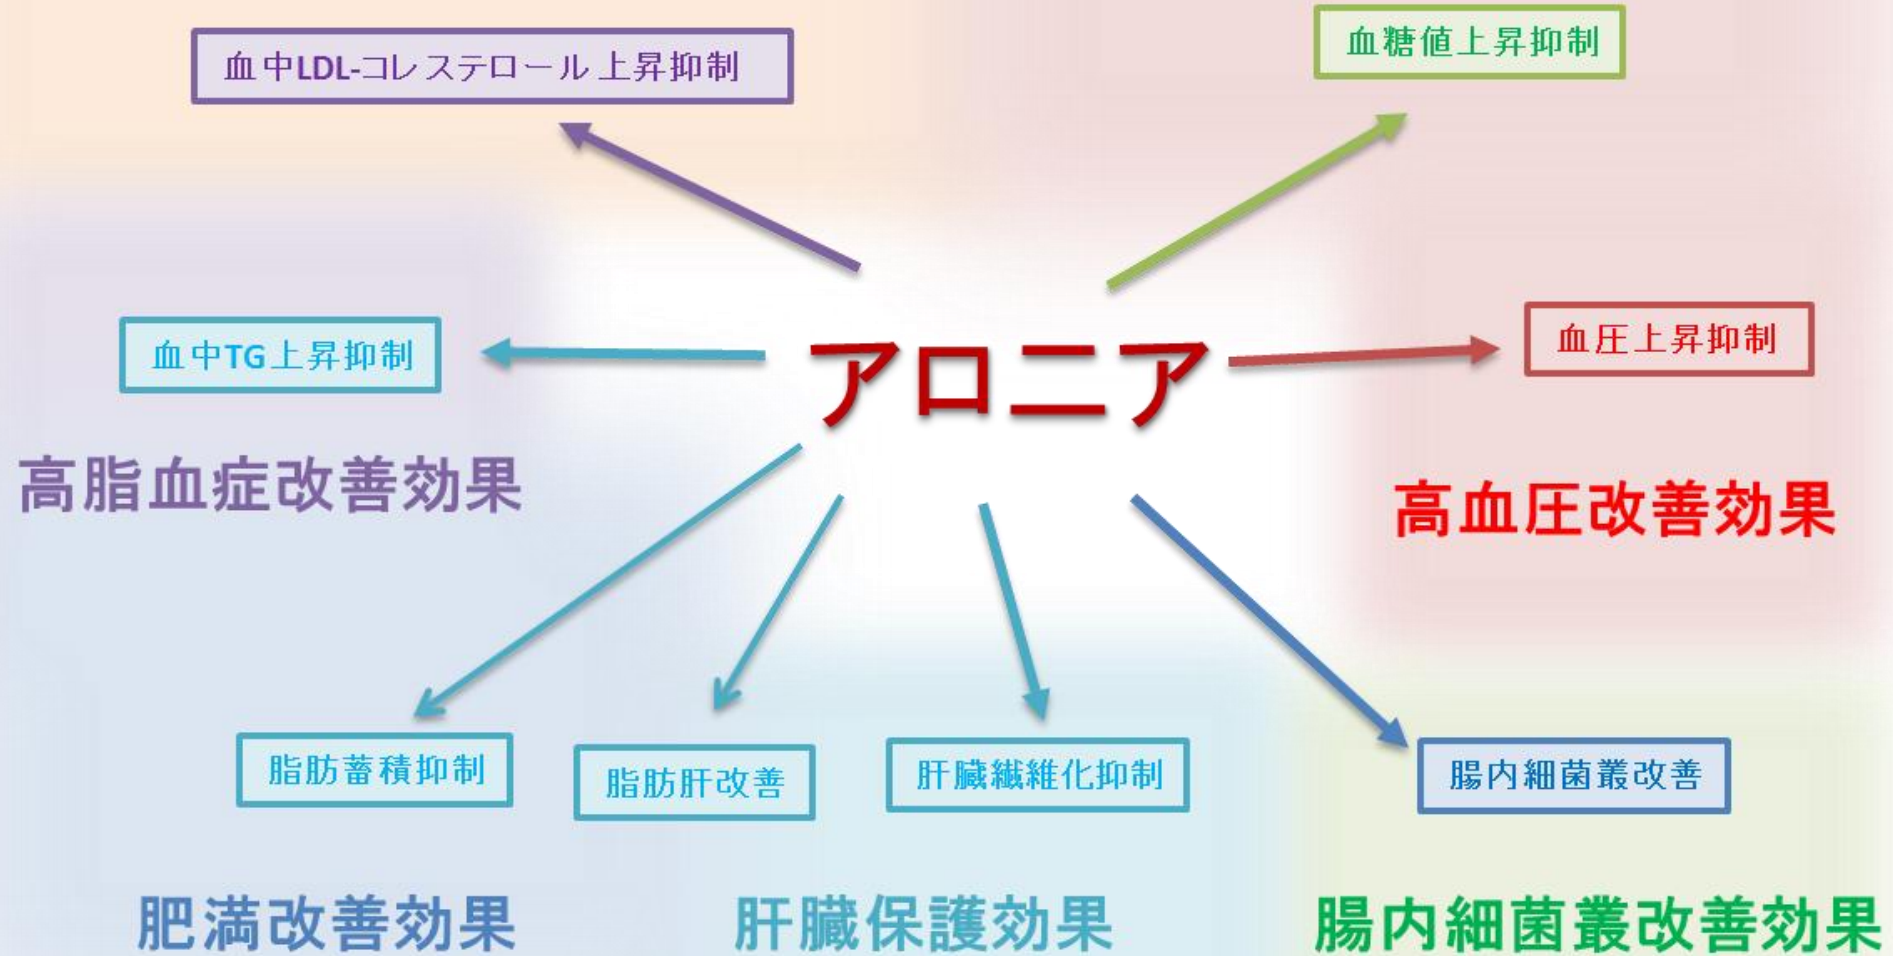 血中LDL-コレステロール上昇抑制
血糖値上昇抑制
血中TG上昇抑制
アロニア
血圧上昇抑制
高脂血症改善効果
高血圧改善効果
脂肪蓄積抑制
脂肪肝改善
肝臓繊維化抑制
腸内細菌叢改善
肥満改善効果
肝臓保護効果
腸内細菌叢改善効果